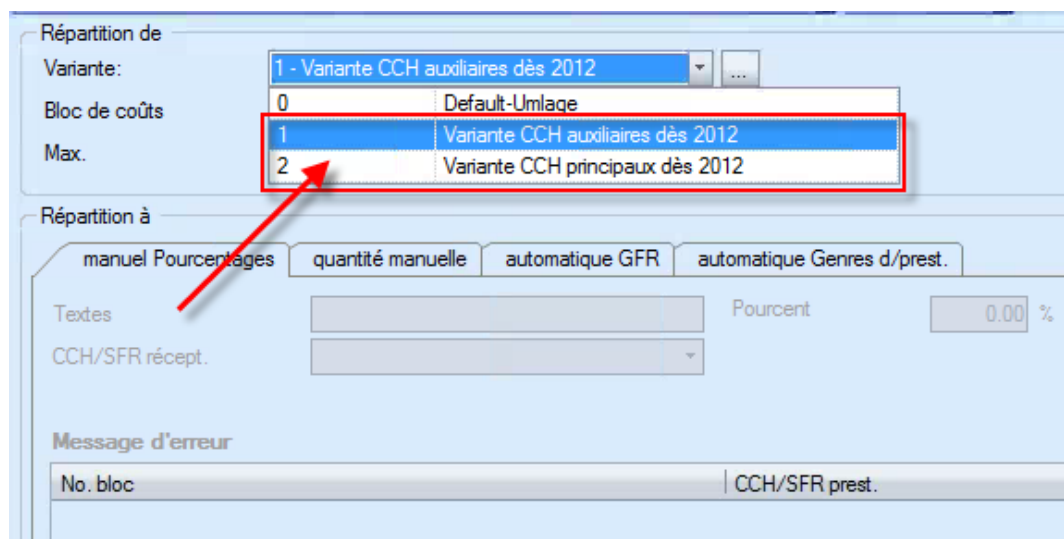 Répartition de
Variante: 1 - Variante CCH auxiliaires dès 2012 ...
Bloc de coûts 0 Default-Umlage
1 Variante CCH auxiliaires dès 2012
Max.
2 Variante CCH principaux dès 2012
Répartition à
manuel Pourcentages quantité manuelle automatique GFR automatique Genres d/prest.
Textes Pourcent 0.00 %
CCH/SFR récept.
Message d'erreur
No. bloc CCH/SFR prest.